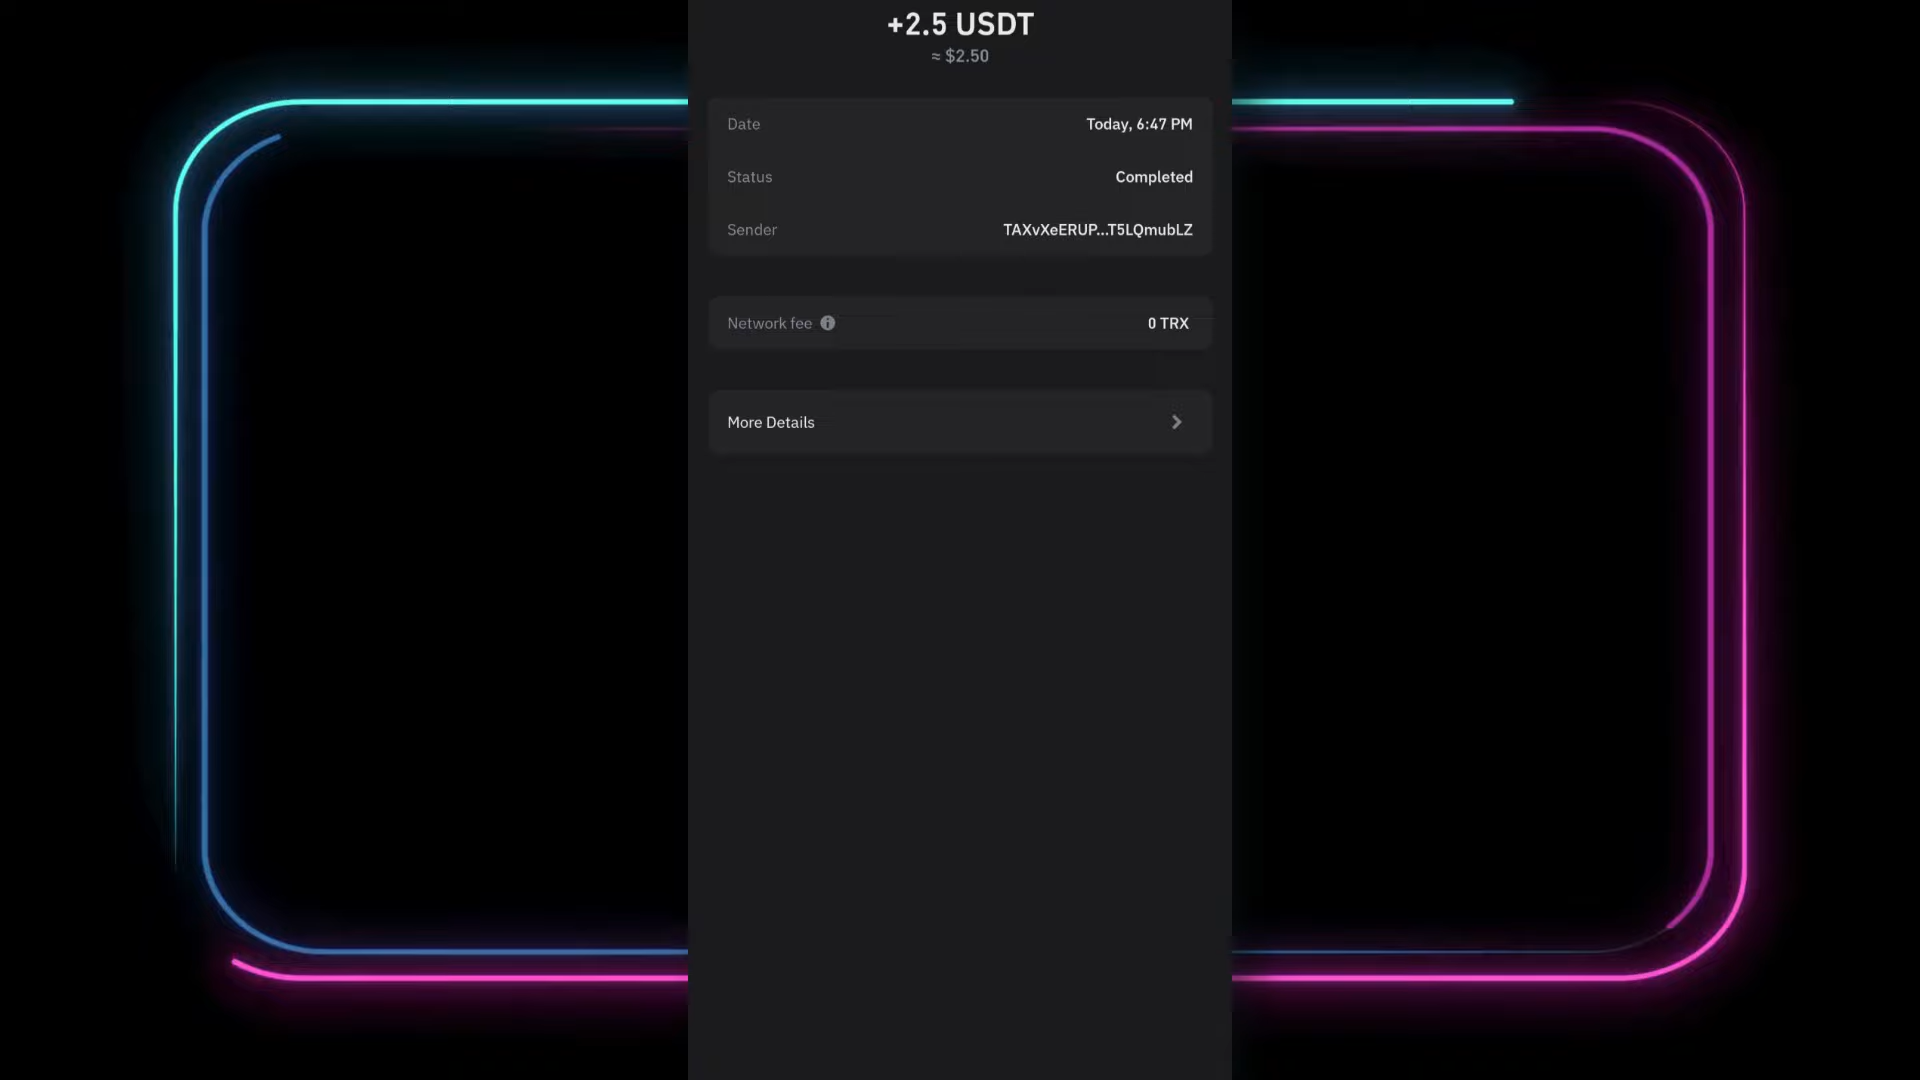 +2.5 USDT
≈ $2.50
Date Today, 6:47 PM
Status Completed
Sender TAXvXeERUP...T5LQmubLZ
Network fee 0 TRX
More Details